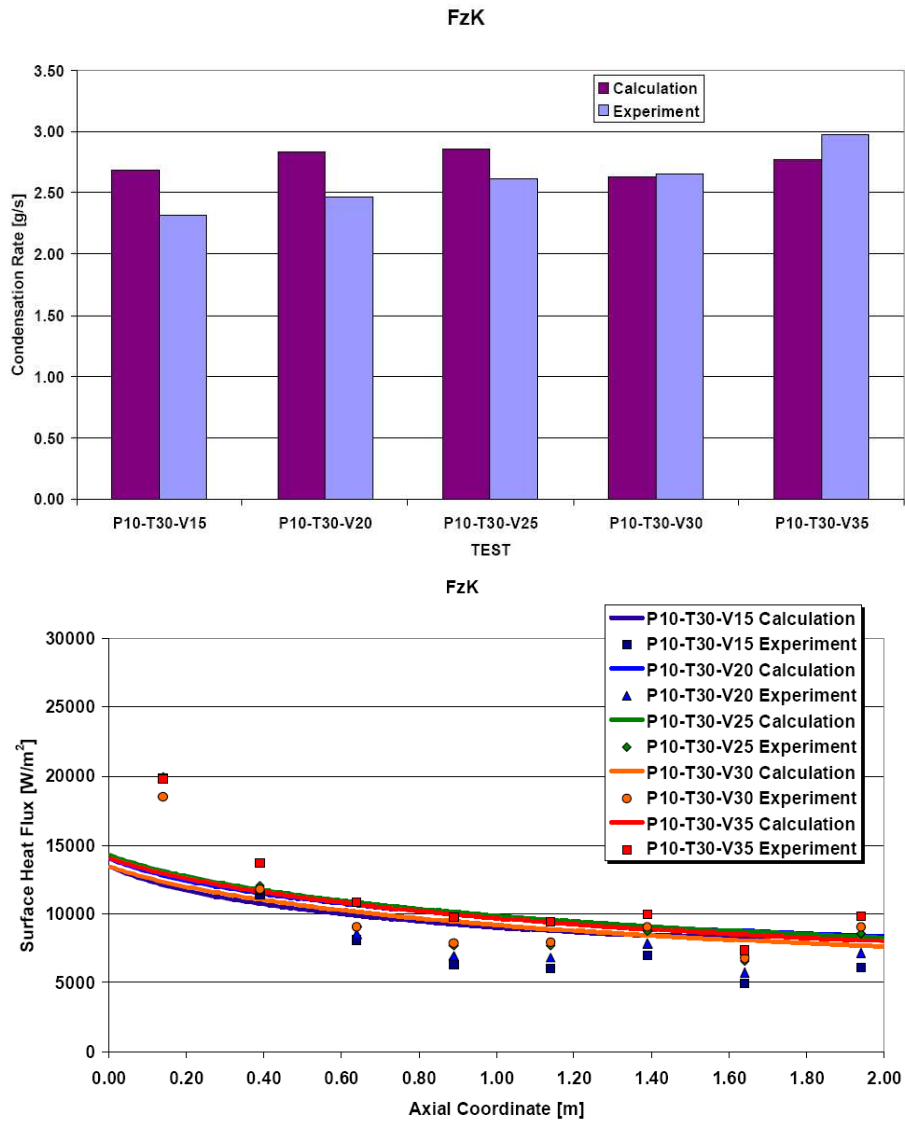 FzK
3.50
3.00
2.50
2.00
1.50
1.00
0.50
0.00
Condensation Rate [g/s]
Calculation
Experiment
P10-T30-V15 P10-T30-V20 P10-T30-V25 P10-T30-V30 P10-T30-V35
TEST
FzK
P10-T30-V15 Calculation
P10-T30-V15 Experiment
P10-T30-V20 Calculation
P10-T30-V20 Experiment
P10-T30-V25 Calculation
P10-T30-V25 Experiment
P10-T30-V30 Calculation
P10-T30-V30 Experiment
P10-T30-V35 Calculation
P10-T30-V35 Experiment
30000
25000
20000
15000
10000
5000
0
Surface Heat Flux [W/m²]
0.00 0.20 0.40 0.60 0.80 1.00 1.20 1.40 1.60 1.80 2.00
Axial Coordinate [m]